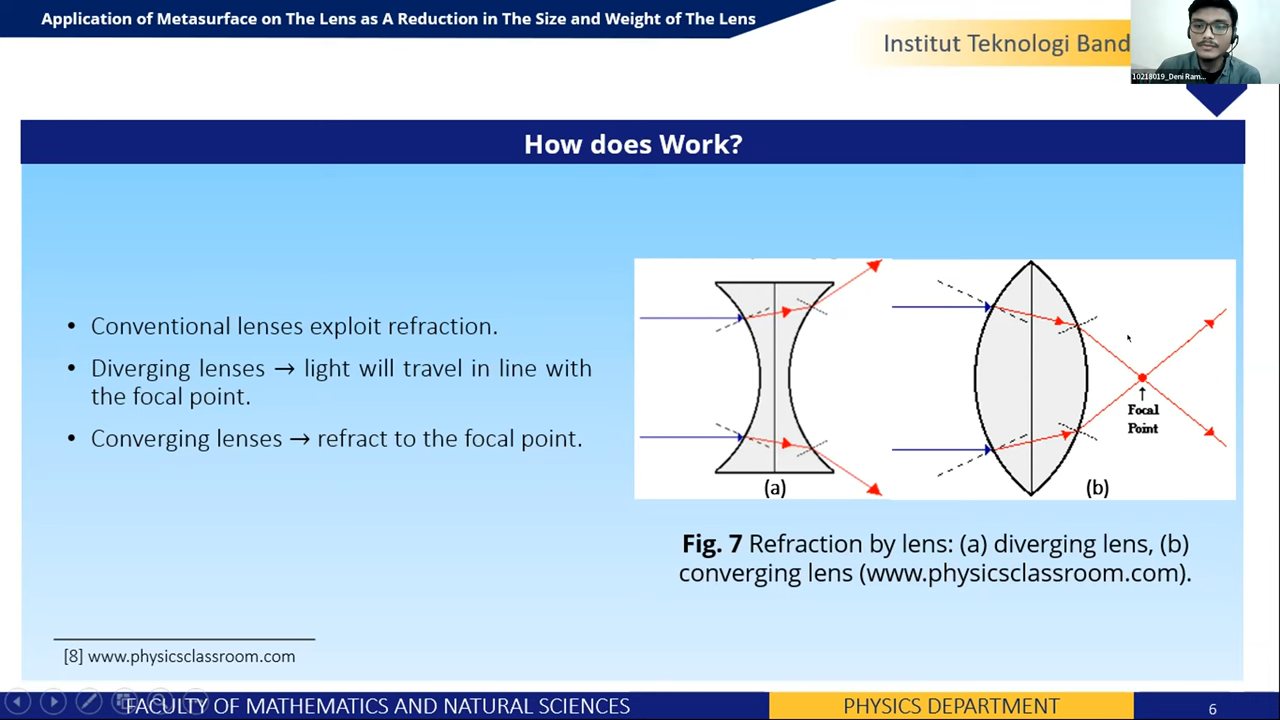 Application of Metasurface on The Lens as A Reduction in The Size and Weight of The Lens
Institut Teknologi Band
10218019_Deni Ram...
How does Work?
• Conventional lenses exploit refraction.
• Diverging lenses → light will travel in line with
the focal point.
• Converging lenses → refract to the focal point.
Focal
Point
(a)
(b)
Fig. 7 Refraction by lens: (a) diverging lens, (b)
converging lens (www.physicsclassroom.com).
[8] www.physicsclassroom.com
FACULTY OF MATHEMATICS AND NATURAL SCIENCES
PHYSICS DEPARTMENT
6